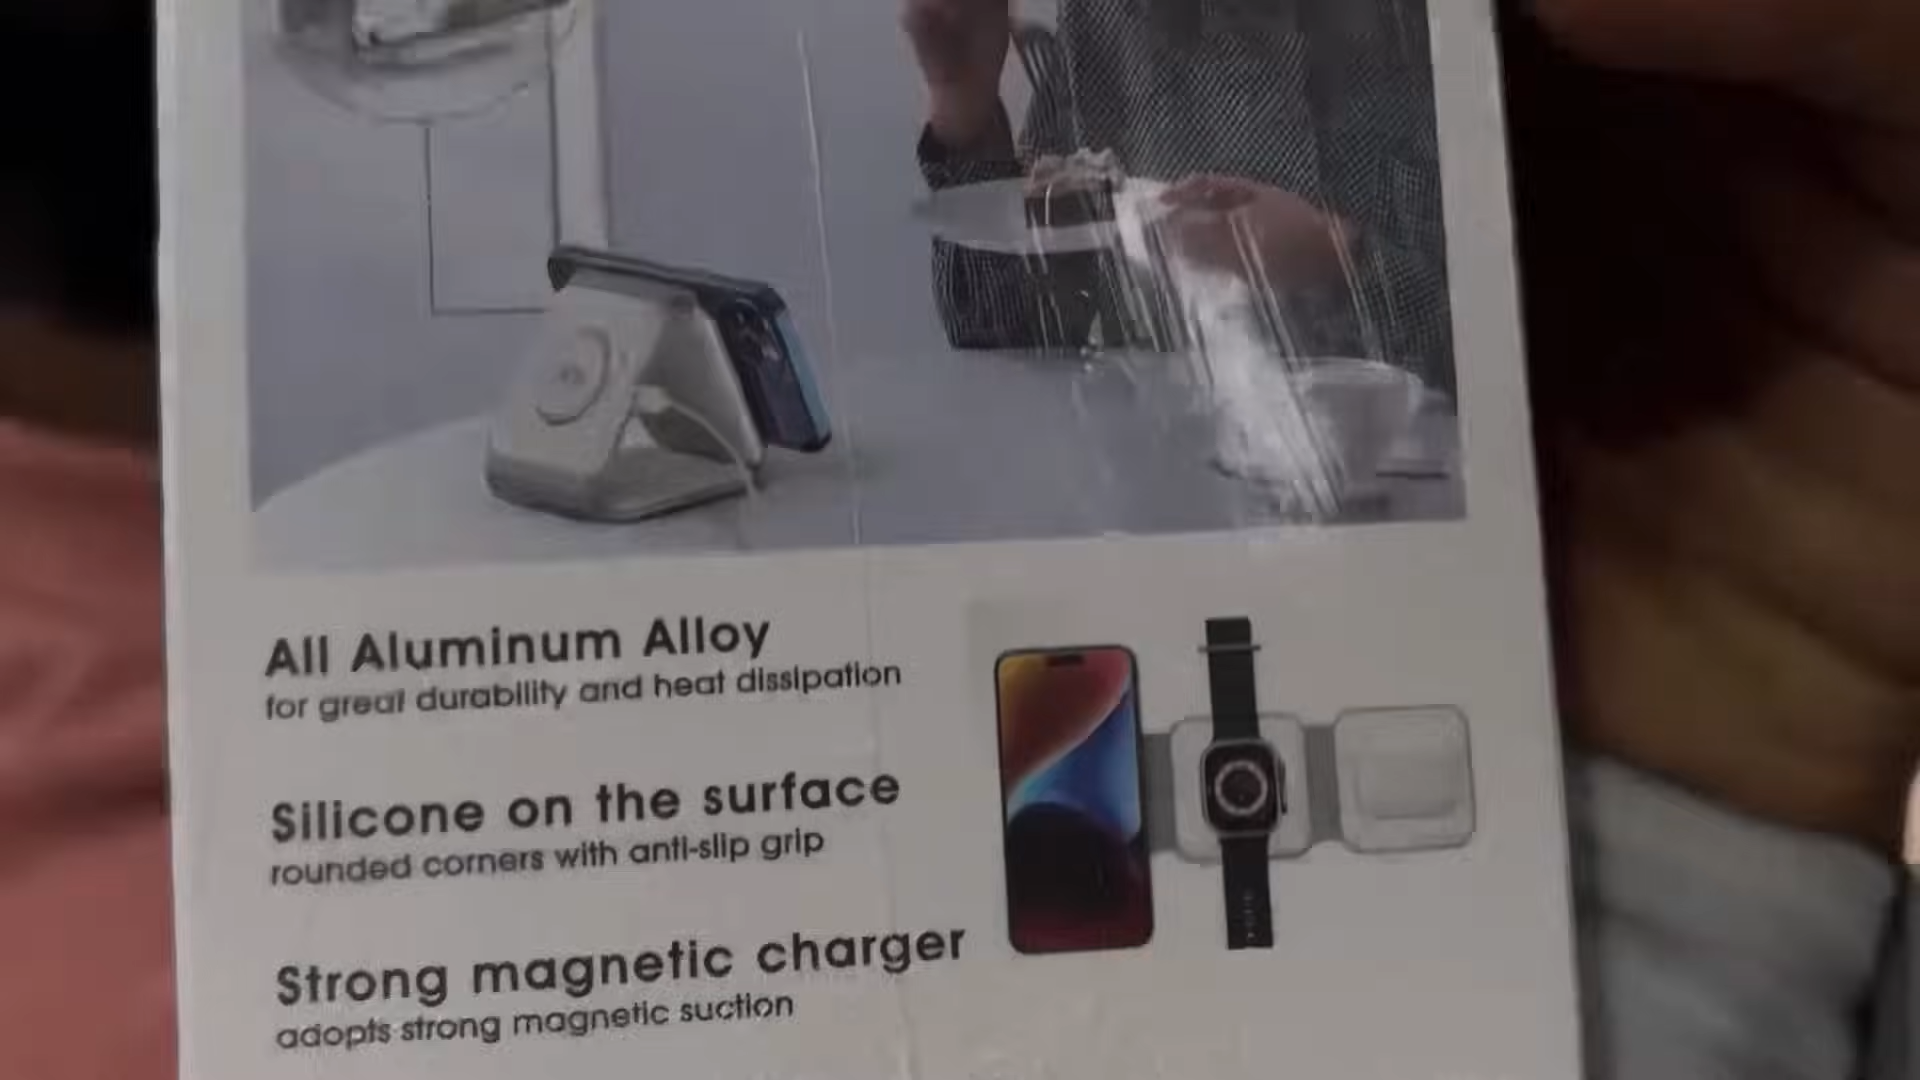 All Aluminum Alloy
for great durability and heat dissipation
Silicone on the surface
rounded corners with anti-slip grip
Strong magnetic charger
adopts strong magnetic suction